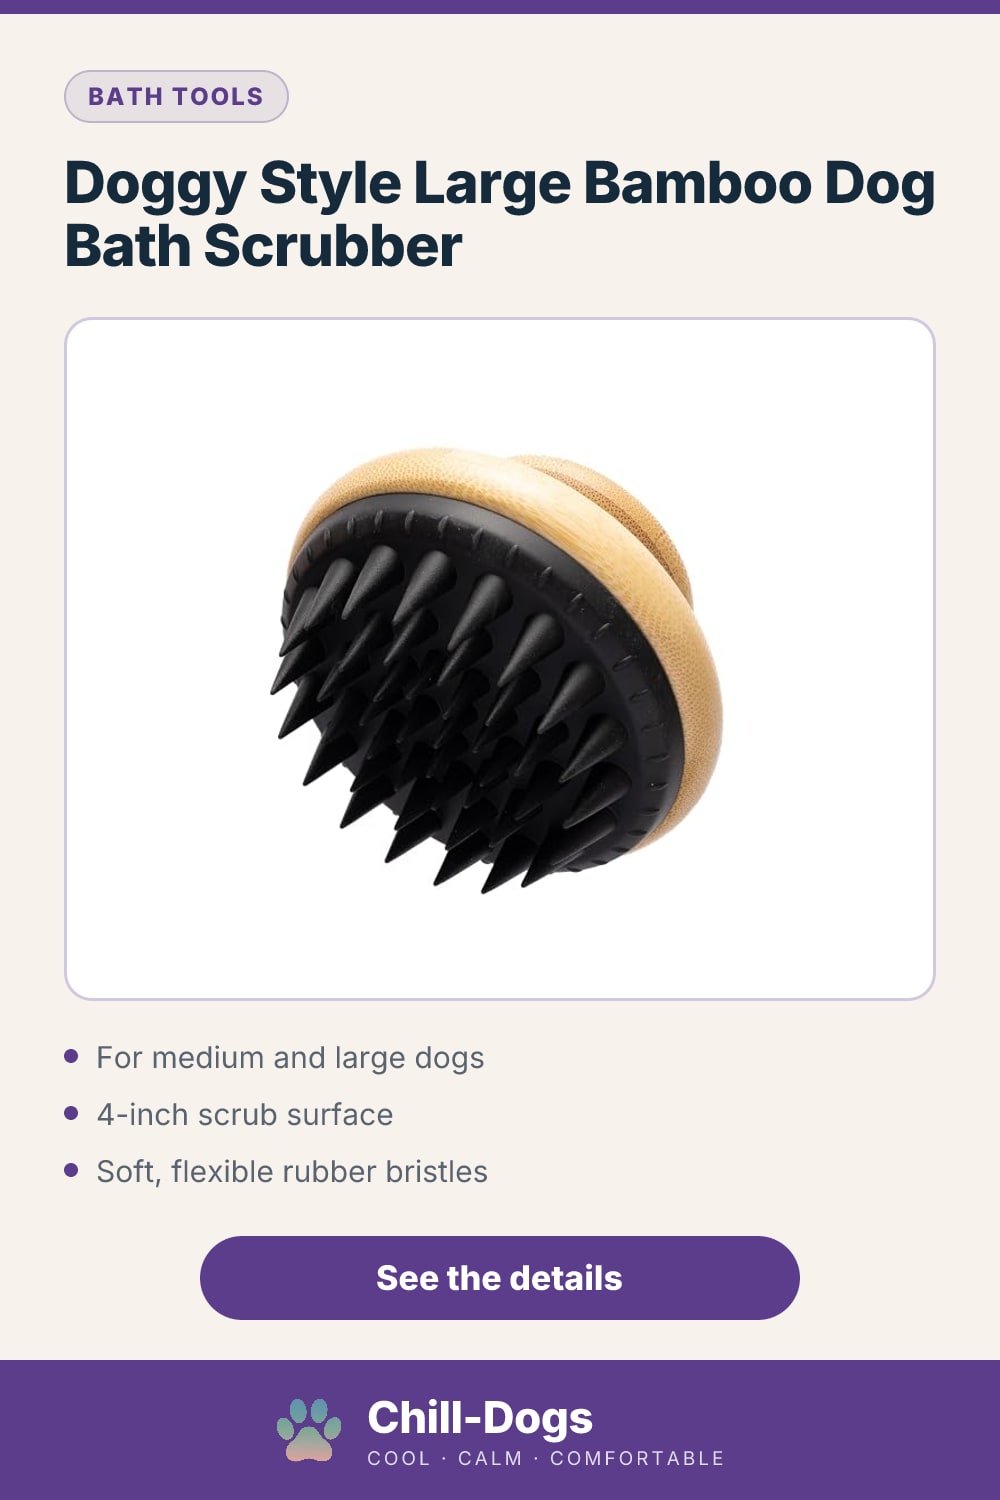 BATH TOOLS
Doggy Style Large Bamboo Dog
Bath Scrubber
For medium and large dogs
4-inch scrub surface
Soft, flexible rubber bristles
See the details
Chill-Dogs
COOL · CALM · COMFORTABLE